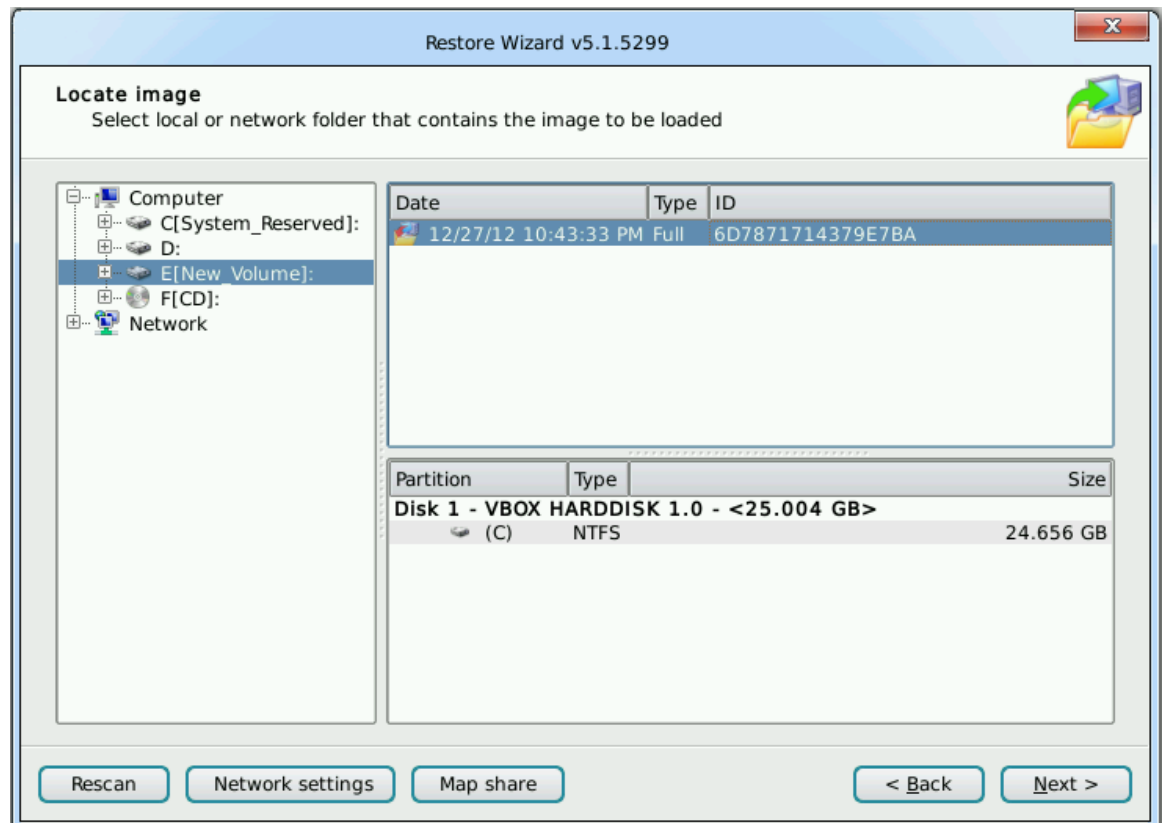 Restore Wizard v5.1.5299
X
Locate image
Select local or network folder that contains the image to be loaded
Computer
C[System_Reserved]:
D:
E[New_Volume]:
F[CD]:
Network
Date Type ID
12/27/12 10:43:33 PM Full 6D7871714379E7BA
Partition Type Size
Disk 1 - VBOX HARDDISK 1.0 - <25.004 GB>
(C) NTFS 24.656 GB
Rescan Network settings Map share < Back Next >